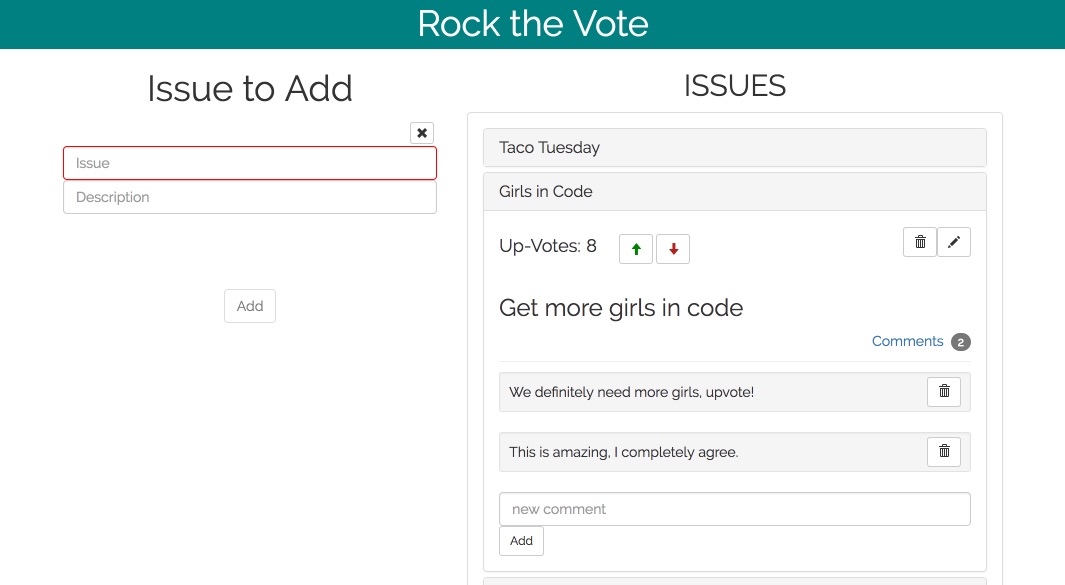 Rock the Vote
Issue to Add
Issue
Description
Add
ISSUES
Taco Tuesday
Girls in Code
Up-Votes: 8
Get more girls in code
Comments 2
We definitely need more girls, upvote!
This is amazing, I completely agree.
new comment
Add